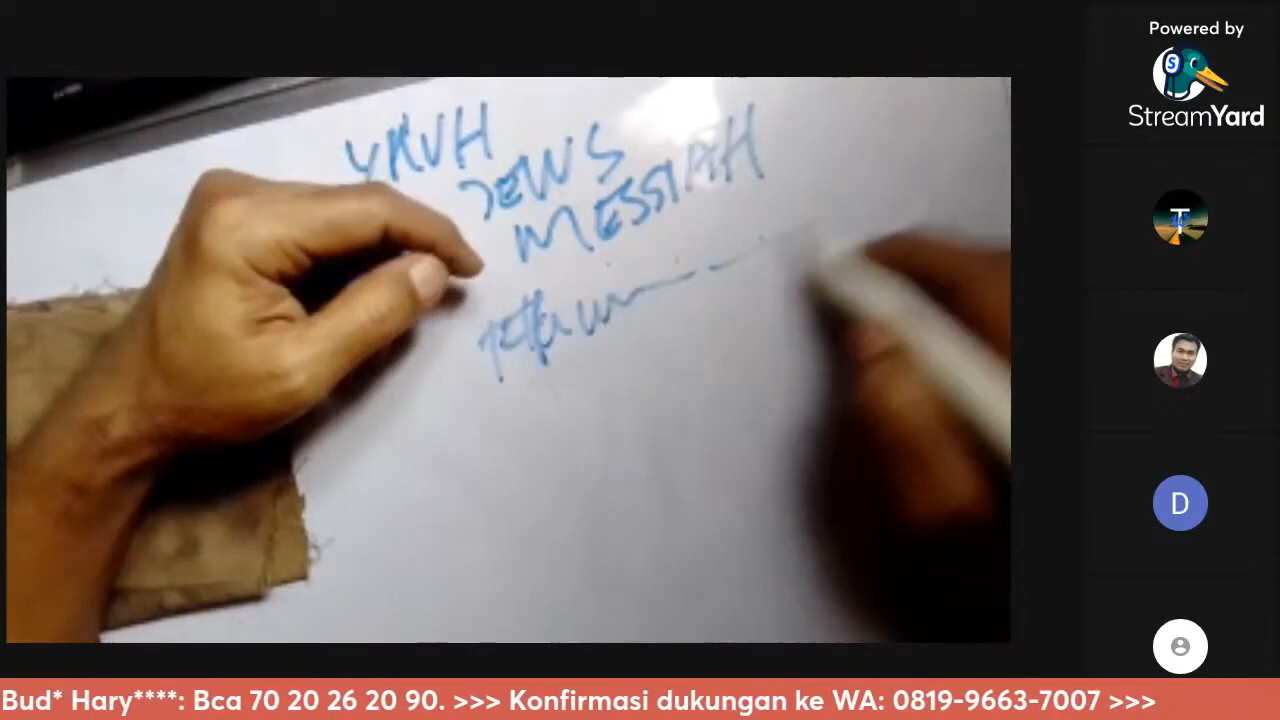 Powered by
StreamYard
YHVH
JEWS
MESSIAH
T
D
Bud* Hary****: Bca 70 20 26 20 90. >>> Konfirmasi dukungan ke WA: 0819-9663-7007 >>>